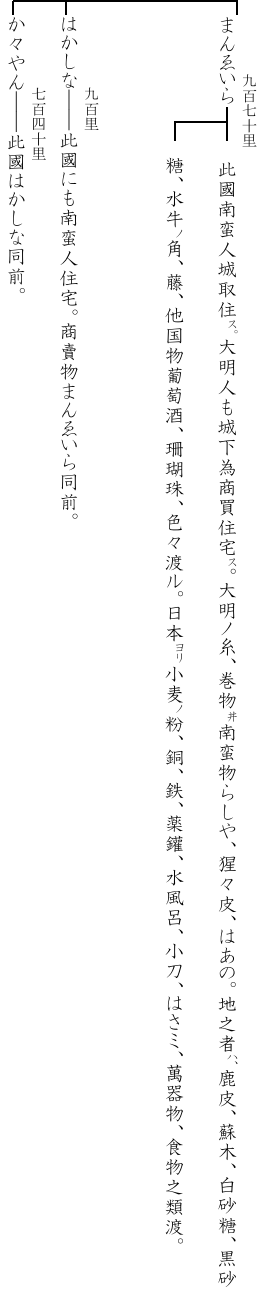 九百七十里
まんゑいら
此國南蛮人城取住ス。大明人も城下為商買住宅ス。大明ノ糸、巻物幷南蛮物らしや、猩々皮、はあの。地之者ハ、鹿皮、蘇木、白砂糖、黒砂
糖、水牛ノ角、藤、他国物葡萄酒、珊瑚珠、色々渡ル。日本ヨリ小麦ノ粉、銅、鉄、薬鑵、水風呂、小刀、はさミ、萬器物、食物之類渡。
九百里
はかしな──此國にも南蛮人住宅。商賣物まんゑいら同前。
七百四十里
か々やん──此國はかしな同前。